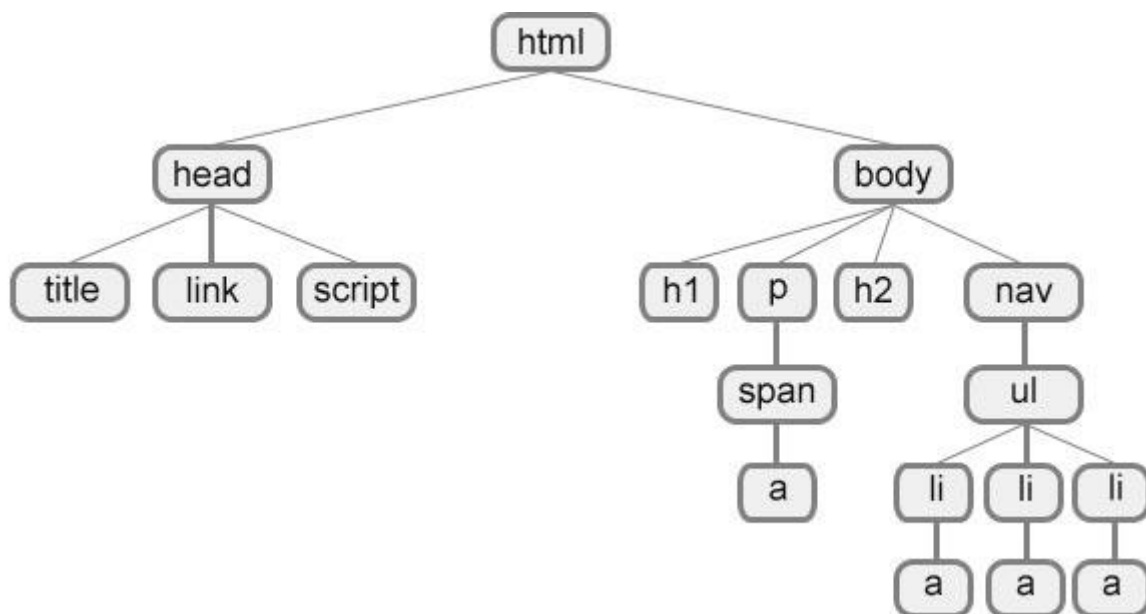 html
head body
title link script h1 p h2 nav
span ul
a li li li
a a a